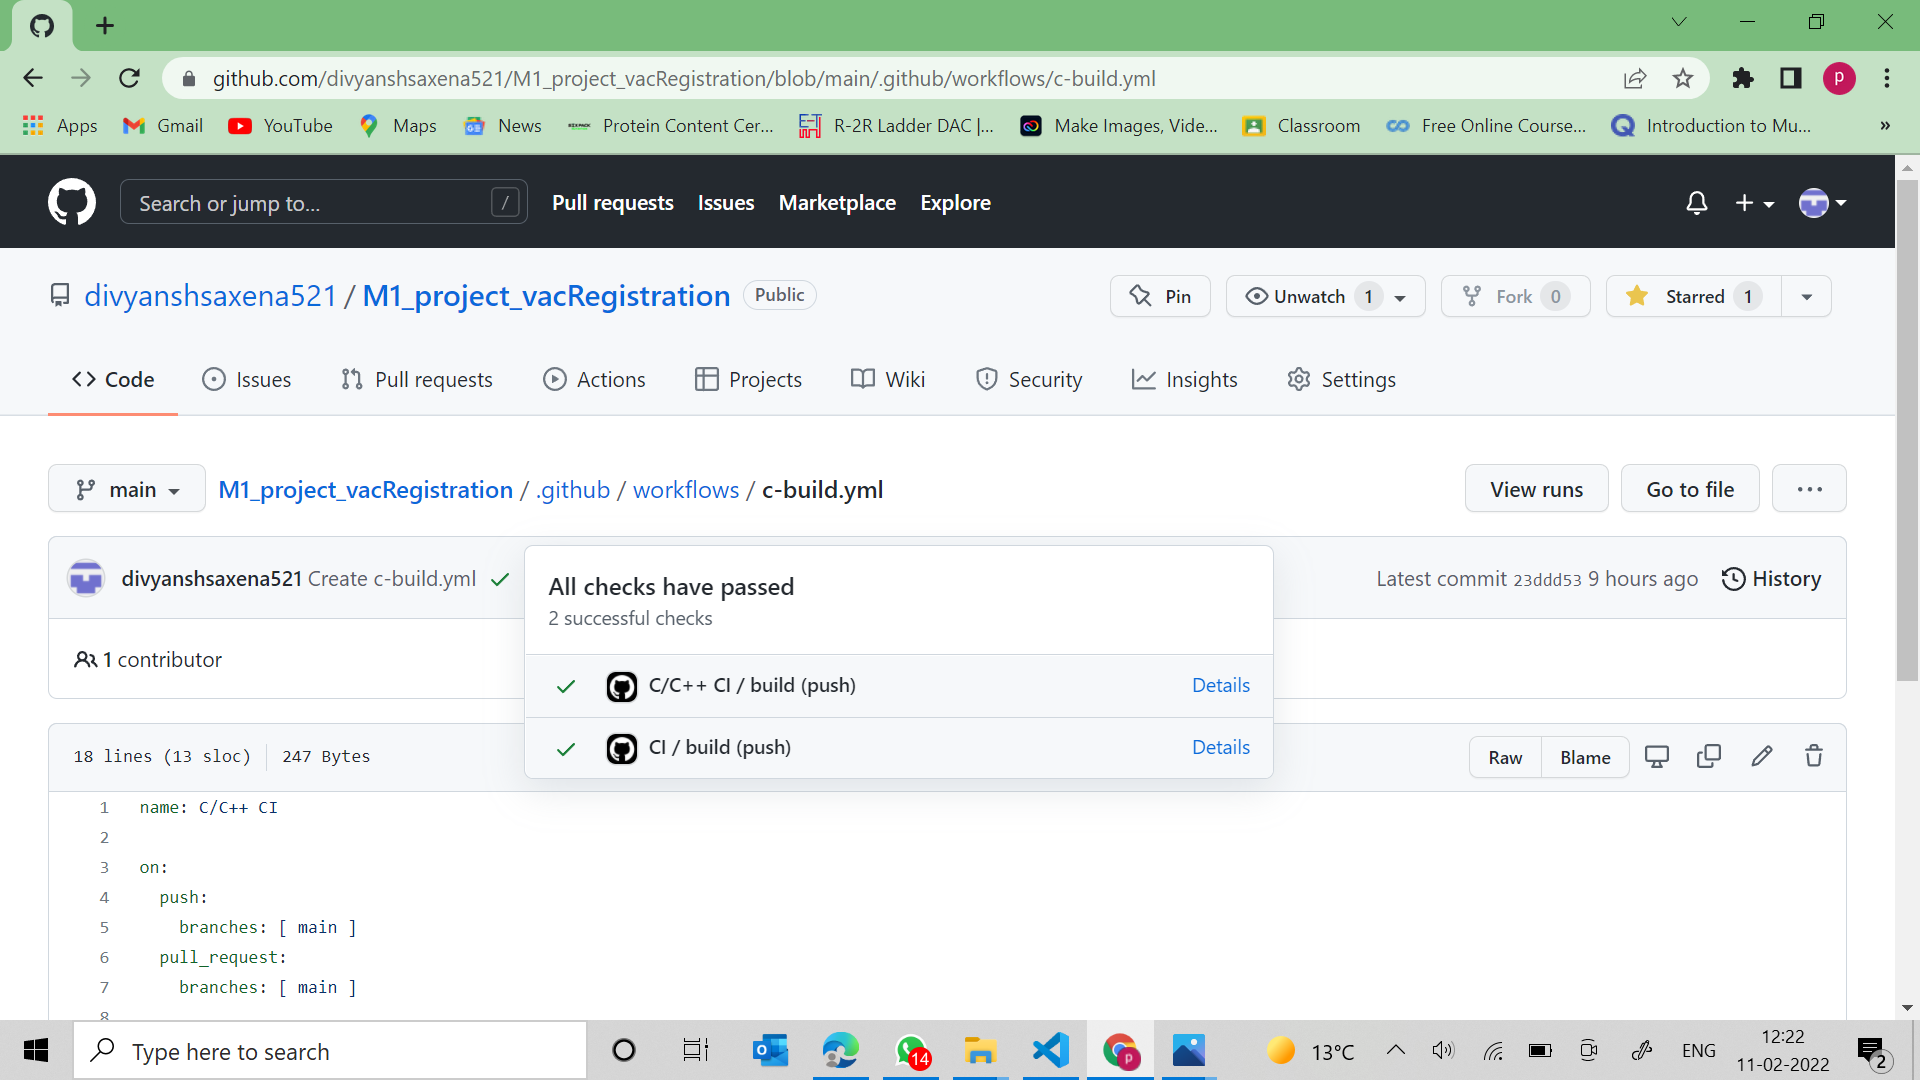 github.com/divyanshsaxena521/M1_project_vacRegistration/blob/main/.github/workflows/c-build.yml
P
Apps Gmail YouTube Maps News Protein Content Cer... R-2R Ladder DAC |... Make Images, Vide... Classroom Free Online Course... Introduction to Mu... »
Search or jump to... / Pull requests Issues Marketplace Explore
divyanshsaxena521 / M1_project_vacRegistration Public Pin Unwatch 1 Fork 0 Starred 1
<> Code Issues Pull requests Actions Projects Wiki Security Insights Settings
main M1_project_vacRegistration / .github / workflows / c-build.yml View runs Go to file ...
divyanshsaxena521 Create c-build.yml Latest commit 23ddd53 9 hours ago History
All checks have passed
2 successful checks
1 contributor
C/C++ CI / build (push) Details
CI / build (push) Details
18 lines (13 sloc) 247 Bytes Raw Blame
1 name: C/C++ CI
2
3 on:
4 push:
5 branches: [ main ]
6 pull_request:
7 branches: [ main ]
8
Type here to search 14 P 13°C ENG 12:22
11-02-2022 2